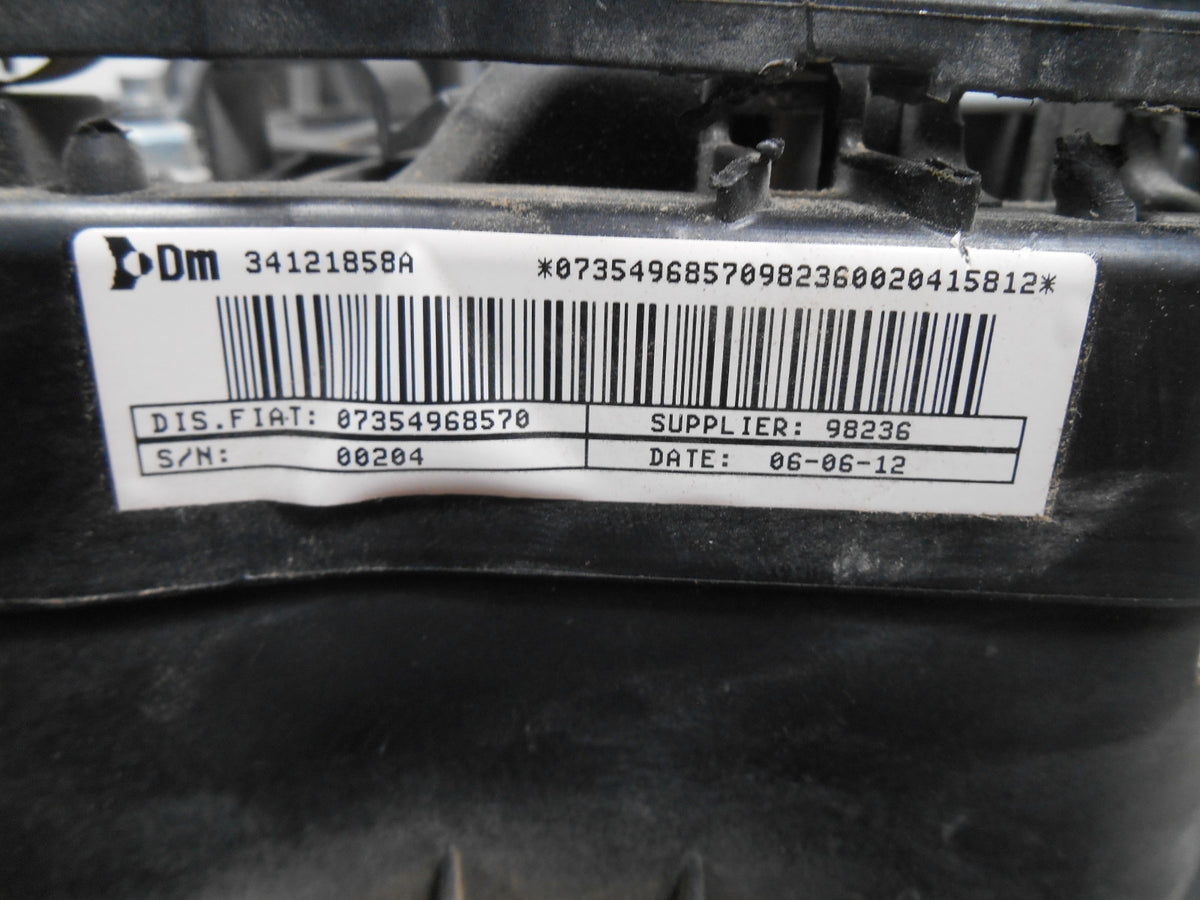 Dm 34121858A *07354968570982360020415812*
DIS.FIAT: 07354968570 SUPPLIER: 98236
S/N: 00204 DATE: 06-06-12